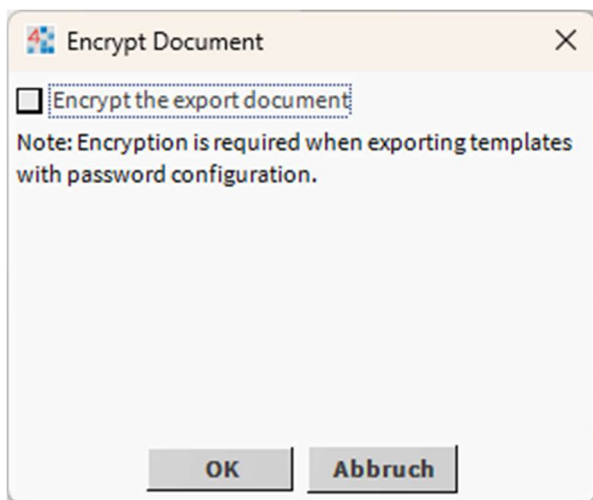 Encrypt Document
Encrypt the export document
Note: Encryption is required when exporting templates
with password configuration.
OK Abbruch